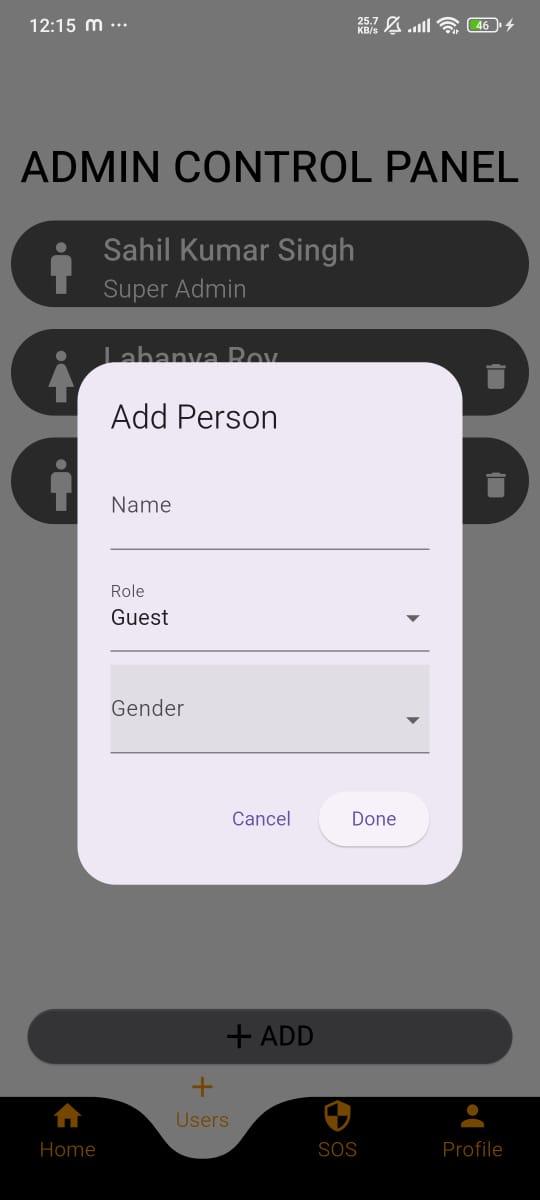 12:15 m ...
25.7
KB/s
46
ADMIN CONTROL PANEL
Sahil Kumar Singh
Super Admin
Labanya Roy
Add Person
Name
Role
Guest
Gender
Cancel Done
+ ADD
Home Users SOS Profile